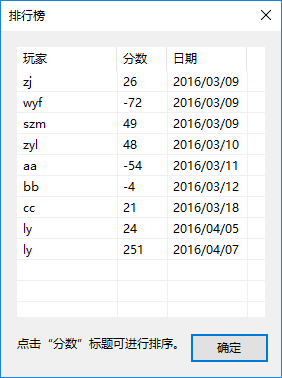 排行榜
玩家 分数 日期
zj 26 2016/03/09
wyf -72 2016/03/09
szm 49 2016/03/09
zyl 48 2016/03/10
aa -54 2016/03/11
bb -4 2016/03/12
cc 21 2016/03/18
ly 24 2016/04/05
ly 251 2016/04/07
点击“分数”标题可进行排序。
确定